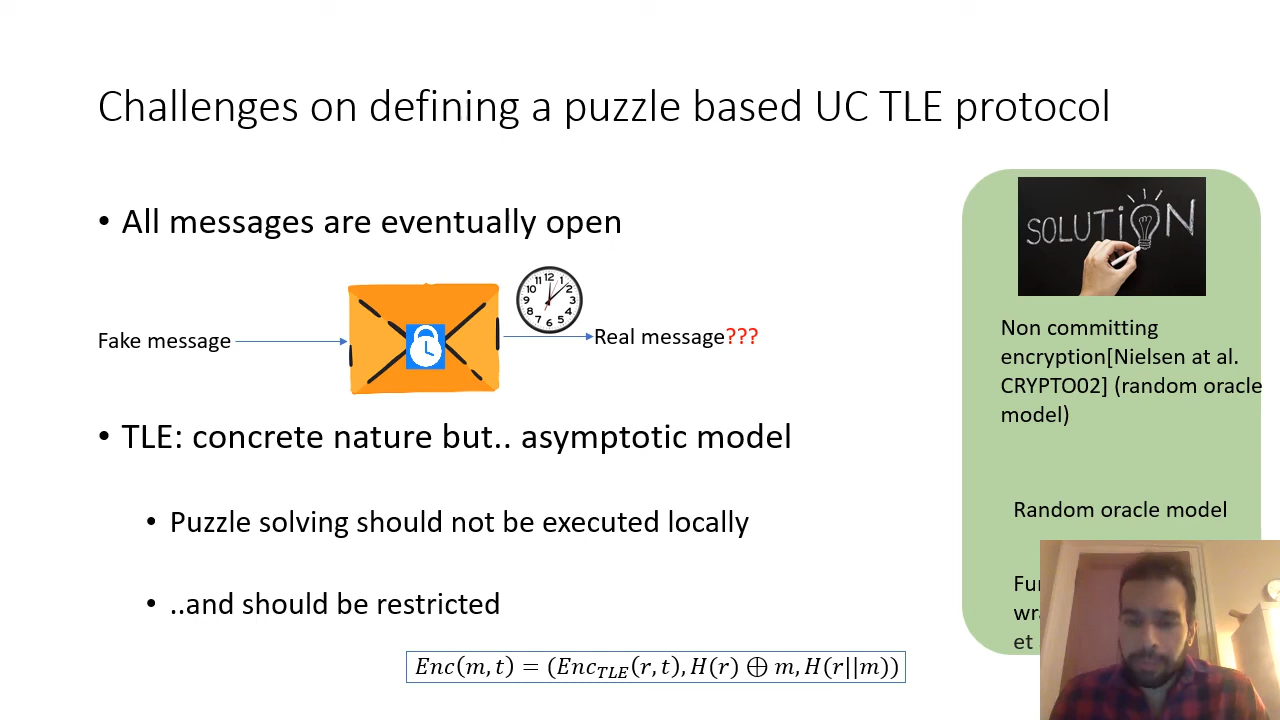 Challenges on defining a puzzle based UC TLE protocol
• All messages are eventually open
Fake message
Real message???
• TLE: concrete nature but.. asymptotic model
• Puzzle solving should not be executed locally
• ..and should be restricted
Enc(m, t) = (Enc_TLE(r, t), H(r) ⊕ m, H(r||m))
SOLUTiON
Non committing
encryption[Nielsen at al.
CRYPTO02] (random oracle
model)
Random oracle model
et